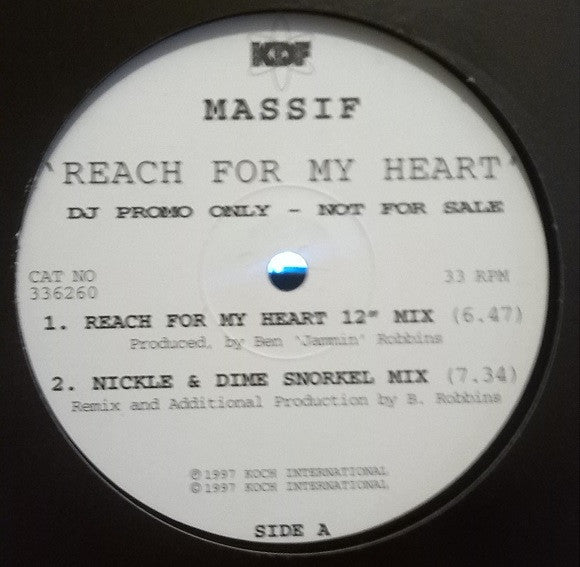 KDF
MASSIF
'REACH FOR MY HEART'
DJ PROMO ONLY - NOT FOR SALE
CAT NO
336260
33 RPM
1. REACH FOR MY HEART 12" MIX (6.47)
Produced, by Ben 'Jammin' Robbins
2. NICKLE & DIME SNORKEL MIX (7.34)
Remix and Additional Production by B. Robbins
℗1997 KOCH INTERNATIONAL
©1997 KOCH INTERNATIONAL
SIDE A